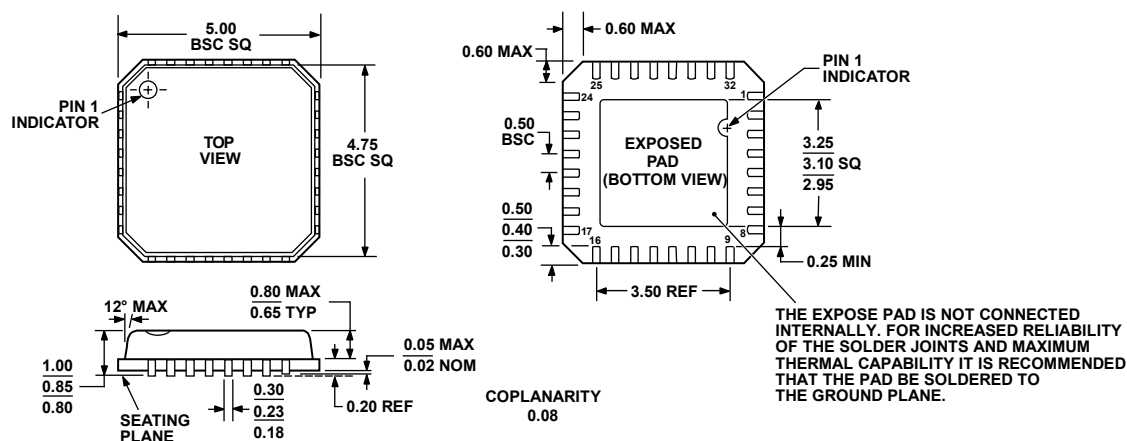 5.00
BSC SQ
PIN 1
INDICATOR
TOP
VIEW
4.75
BSC SQ
0.60 MAX
0.60 MAX
PIN 1
INDICATOR
25
32
24
1
0.50
BSC
EXPOSED
PAD
(BOTTOM VIEW)
3.25
3.10 SQ
2.95
0.50
0.40
0.30
17
16
9
8
0.25 MIN
3.50 REF
12° MAX
0.80 MAX
0.65 TYP
0.05 MAX
0.02 NOM
1.00
0.85
0.80
SEATING
PLANE
0.30
0.23
0.18
0.20 REF
COPLANARITY
0.08
THE EXPOSE PAD IS NOT CONNECTED
INTERNALLY. FOR INCREASED RELIABILITY
OF THE SOLDER JOINTS AND MAXIMUM
THERMAL CAPABILITY IT IS RECOMMENDED
THAT THE PAD BE SOLDERED TO
THE GROUND PLANE.